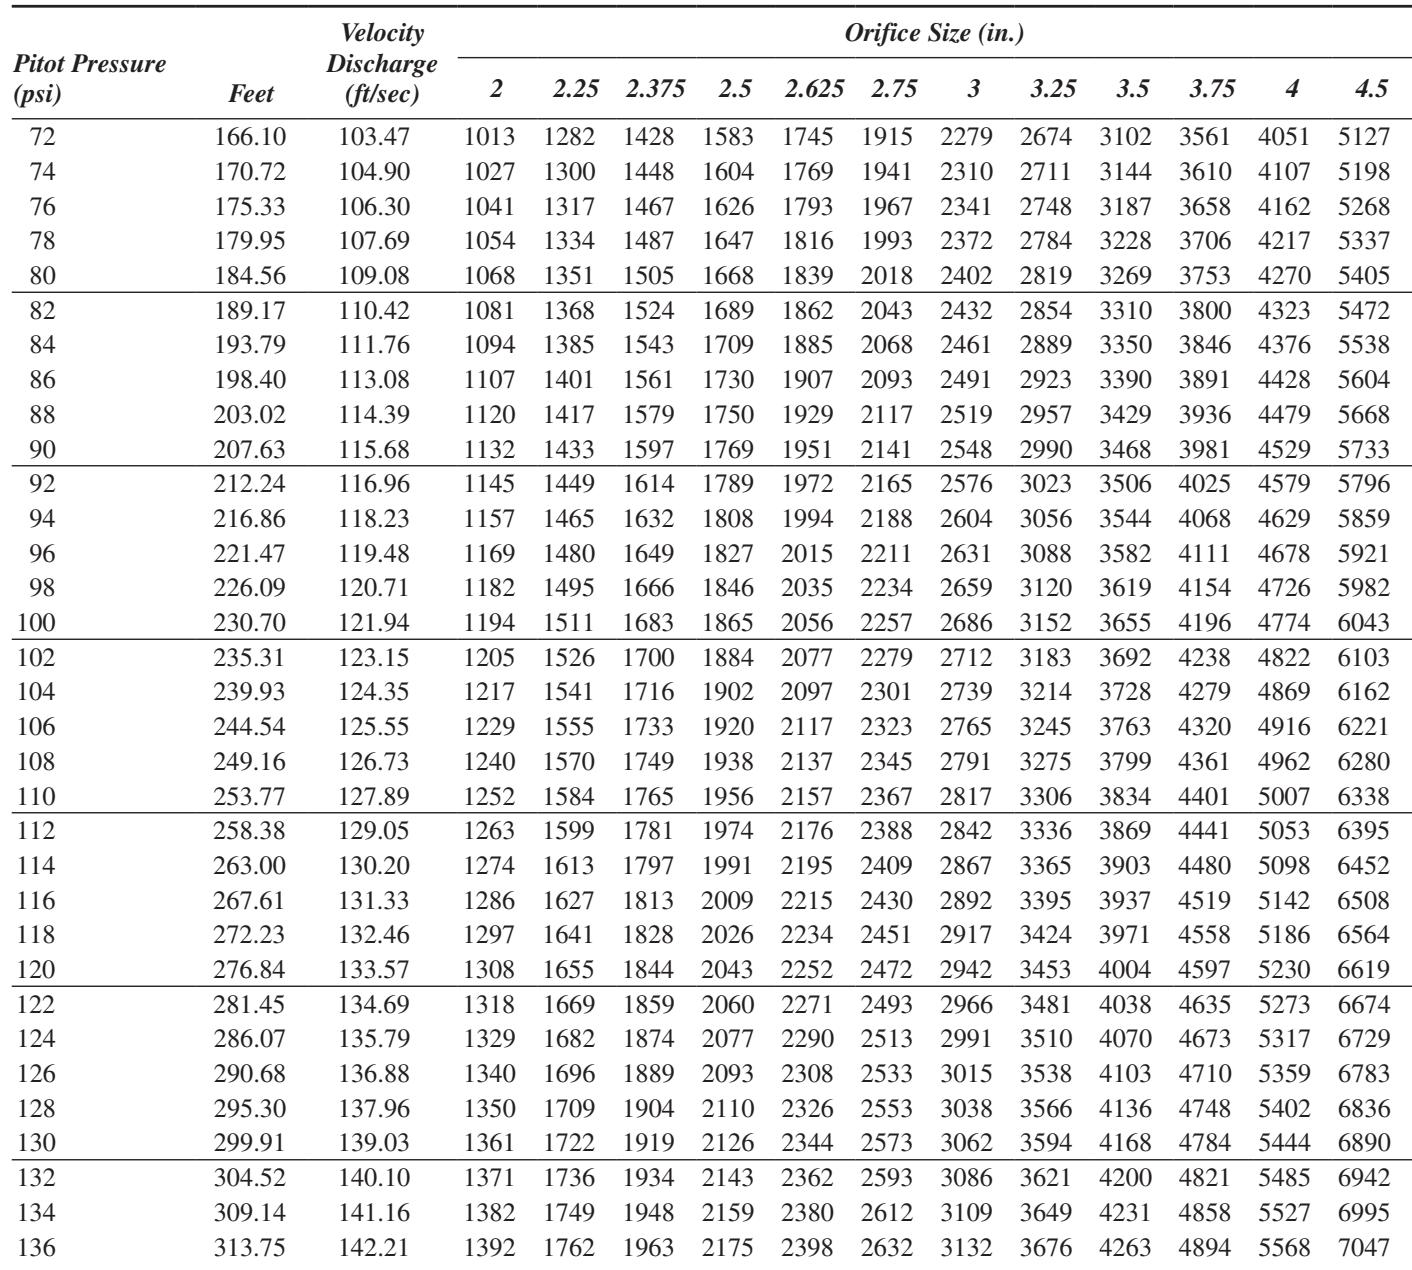 Velocity Orifice Size (in.)
Pitot Pressure Discharge
(psi) Feet (ft/sec) 2 2.25 2.375 2.5 2.625 2.75 3 3.25 3.5 3.75 4 4.5
72 166.10 103.47 1013 1282 1428 1583 1745 1915 2279 2674 3102 3561 4051 5127
74 170.72 104.90 1027 1300 1448 1604 1769 1941 2310 2711 3144 3610 4107 5198
76 175.33 106.30 1041 1317 1467 1626 1793 1967 2341 2748 3187 3658 4162 5268
78 179.95 107.69 1054 1334 1487 1647 1816 1993 2372 2784 3228 3706 4217 5337
80 184.56 109.08 1068 1351 1505 1668 1839 2018 2402 2819 3269 3753 4270 5405
82 189.17 110.42 1081 1368 1524 1689 1862 2043 2432 2854 3310 3800 4323 5472
84 193.79 111.76 1094 1385 1543 1709 1885 2068 2461 2889 3350 3846 4376 5538
86 198.40 113.08 1107 1401 1561 1730 1907 2093 2491 2923 3390 3891 4428 5604
88 203.02 114.39 1120 1417 1579 1750 1929 2117 2519 2957 3429 3936 4479 5668
90 207.63 115.68 1132 1433 1597 1769 1951 2141 2548 2990 3468 3981 4529 5733
92 212.24 116.96 1145 1449 1614 1789 1972 2165 2576 3023 3506 4025 4579 5796
94 216.86 118.23 1157 1465 1632 1808 1994 2188 2604 3056 3544 4068 4629 5859
96 221.47 119.48 1169 1480 1649 1827 2015 2211 2631 3088 3582 4111 4678 5921
98 226.09 120.71 1182 1495 1666 1846 2035 2234 2659 3120 3619 4154 4726 5982
100 230.70 121.94 1194 1511 1683 1865 2056 2257 2686 3152 3655 4196 4774 6043
102 235.31 123.15 1205 1526 1700 1884 2077 2279 2712 3183 3692 4238 4822 6103
104 239.93 124.35 1217 1541 1716 1902 2097 2301 2739 3214 3728 4279 4869 6162
106 244.54 125.55 1229 1555 1733 1920 2117 2323 2765 3245 3763 4320 4916 6221
108 249.16 126.73 1240 1570 1749 1938 2137 2345 2791 3275 3799 4361 4962 6280
110 253.77 127.89 1252 1584 1765 1956 2157 2367 2817 3306 3834 4401 5007 6338
112 258.38 129.05 1263 1599 1781 1974 2176 2388 2842 3336 3869 4441 5053 6395
114 263.00 130.20 1274 1613 1797 1991 2195 2409 2867 3365 3903 4480 5098 6452
116 267.61 131.33 1286 1627 1813 2009 2215 2430 2892 3395 3937 4519 5142 6508
118 272.23 132.46 1297 1641 1828 2026 2234 2451 2917 3424 3971 4558 5186 6564
120 276.84 133.57 1308 1655 1844 2043 2252 2472 2942 3453 4004 4597 5230 6619
122 281.45 134.69 1318 1669 1859 2060 2271 2493 2966 3481 4038 4635 5273 6674
124 286.07 135.79 1329 1682 1874 2077 2290 2513 2991 3510 4070 4673 5317 6729
126 290.68 136.88 1340 1696 1889 2093 2308 2533 3015 3538 4103 4710 5359 6783
128 295.30 137.96 1350 1709 1904 2110 2326 2553 3038 3566 4136 4748 5402 6836
130 299.91 139.03 1361 1722 1919 2126 2344 2573 3062 3594 4168 4784 5444 6890
132 304.52 140.10 1371 1736 1934 2143 2362 2593 3086 3621 4200 4821 5485 6942
134 309.14 141.16 1382 1749 1948 2159 2380 2612 3109 3649 4231 4858 5527 6995
136 313.75 142.21 1392 1762 1963 2175 2398 2632 3132 3676 4263 4894 5568 7047